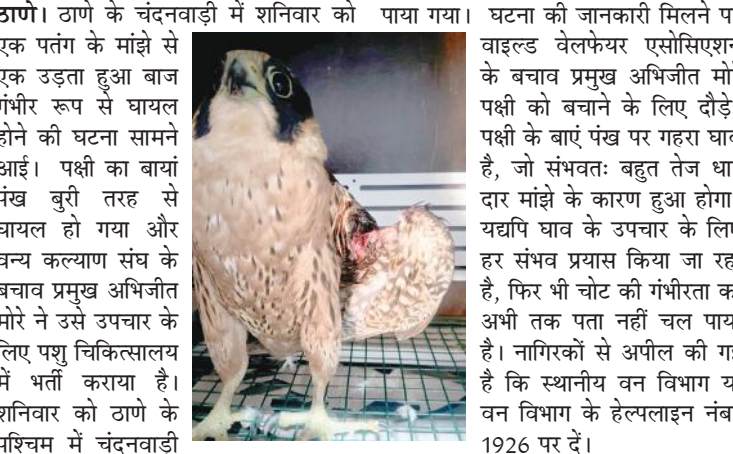 ठाणे। ठाणे के चंदनवाड़ी में शनिवार को
एक पतंग के मांझे से
एक उड़ता हुआ बाज
गंभीर रूप से घायल
होने की घटना सामने
आई। पक्षी का बायां
पंख बुरी तरह से
घायल हो गया और
वन्य कल्याण संघ के
बचाव प्रमुख अभिजीत
मोरे ने उसे उपचार के
लिए पशु चिकित्सालय
में भर्ती कराया है।
शनिवार को ठाणे के
पश्चिम में चंदनवाड़ी
पाया गया। घटना की जानकारी मिलने प
वाइल्ड वेलफेयर एसोसिएशन
के बचाव प्रमुख अभिजीत मोरे
पक्षी को बचाने के लिए दौड़े
पक्षी के बाएं पंख पर गहरा घाव
है, जो संभवतः बहुत तेज धा
दार मांझे के कारण हुआ होगा
यद्यपि घाव के उपचार के लिए
हर संभव प्रयास किया जा रह
है, फिर भी चोट की गंभीरता क
अभी तक पता नहीं चल पाय
है। नागिरकों से अपील की गई
है कि स्थानीय वन विभाग य
वन विभाग के हेल्पलाइन नंब
1926 पर दें।